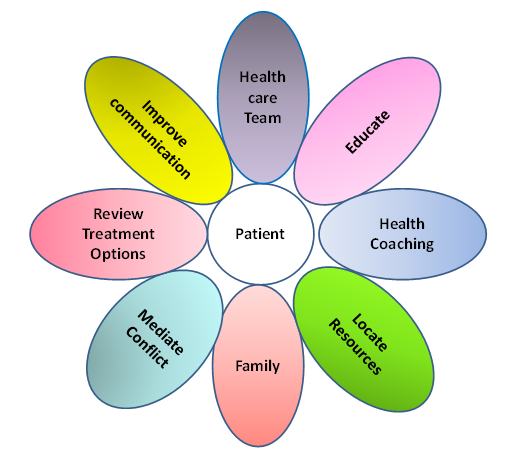 Health
care
Team
Educate
Health
Coaching
Locate
Resources
Family
Mediate
Conflict
Review
Treatment
Options
Improve
communication
Patient